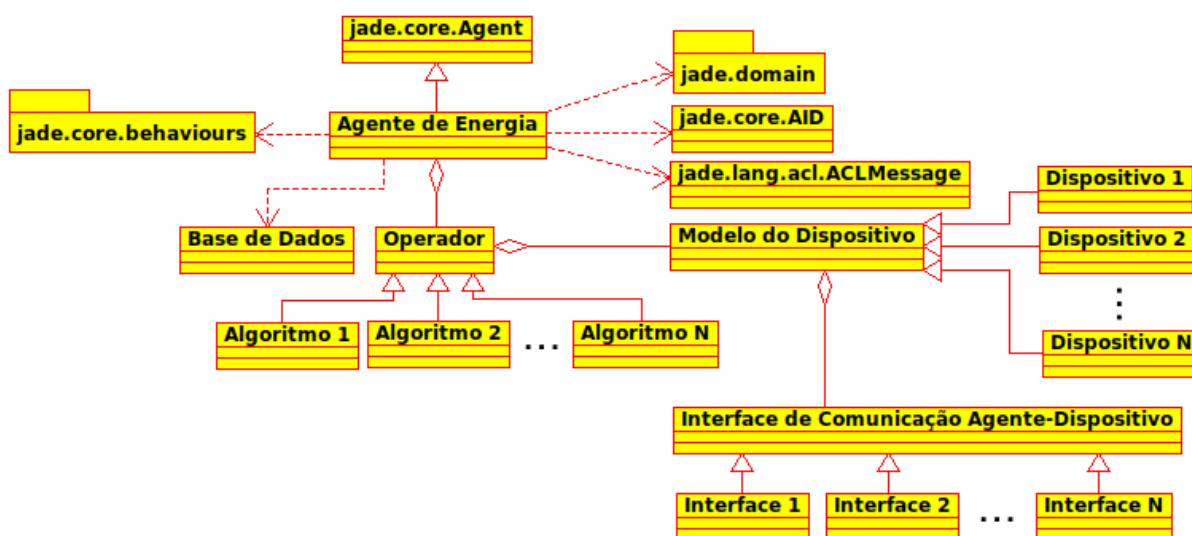 jade.core.Agent
jade.domain
jade.core.behaviours
Agente de Energia
jade.core.AID
jade.lang.acl.ACLMessage
Dispositivo 1
Base de Dados
Operador
Modelo do Dispositivo
Dispositivo 2
Algoritmo 1
Algoritmo 2
...
Algoritmo N
Dispositivo N
Interface de Comunicação Agente-Dispositivo
Interface 1
Interface 2
...
Interface N